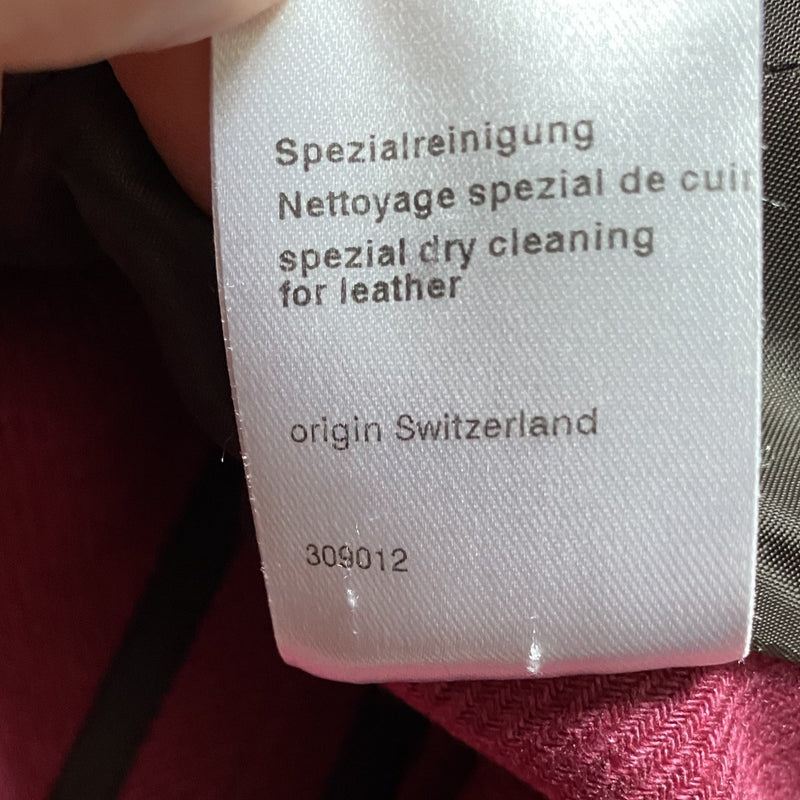 Spezialreinigung
Nettoyage spezial de cuir
spezial dry cleaning
for leather
origin Switzerland
309012